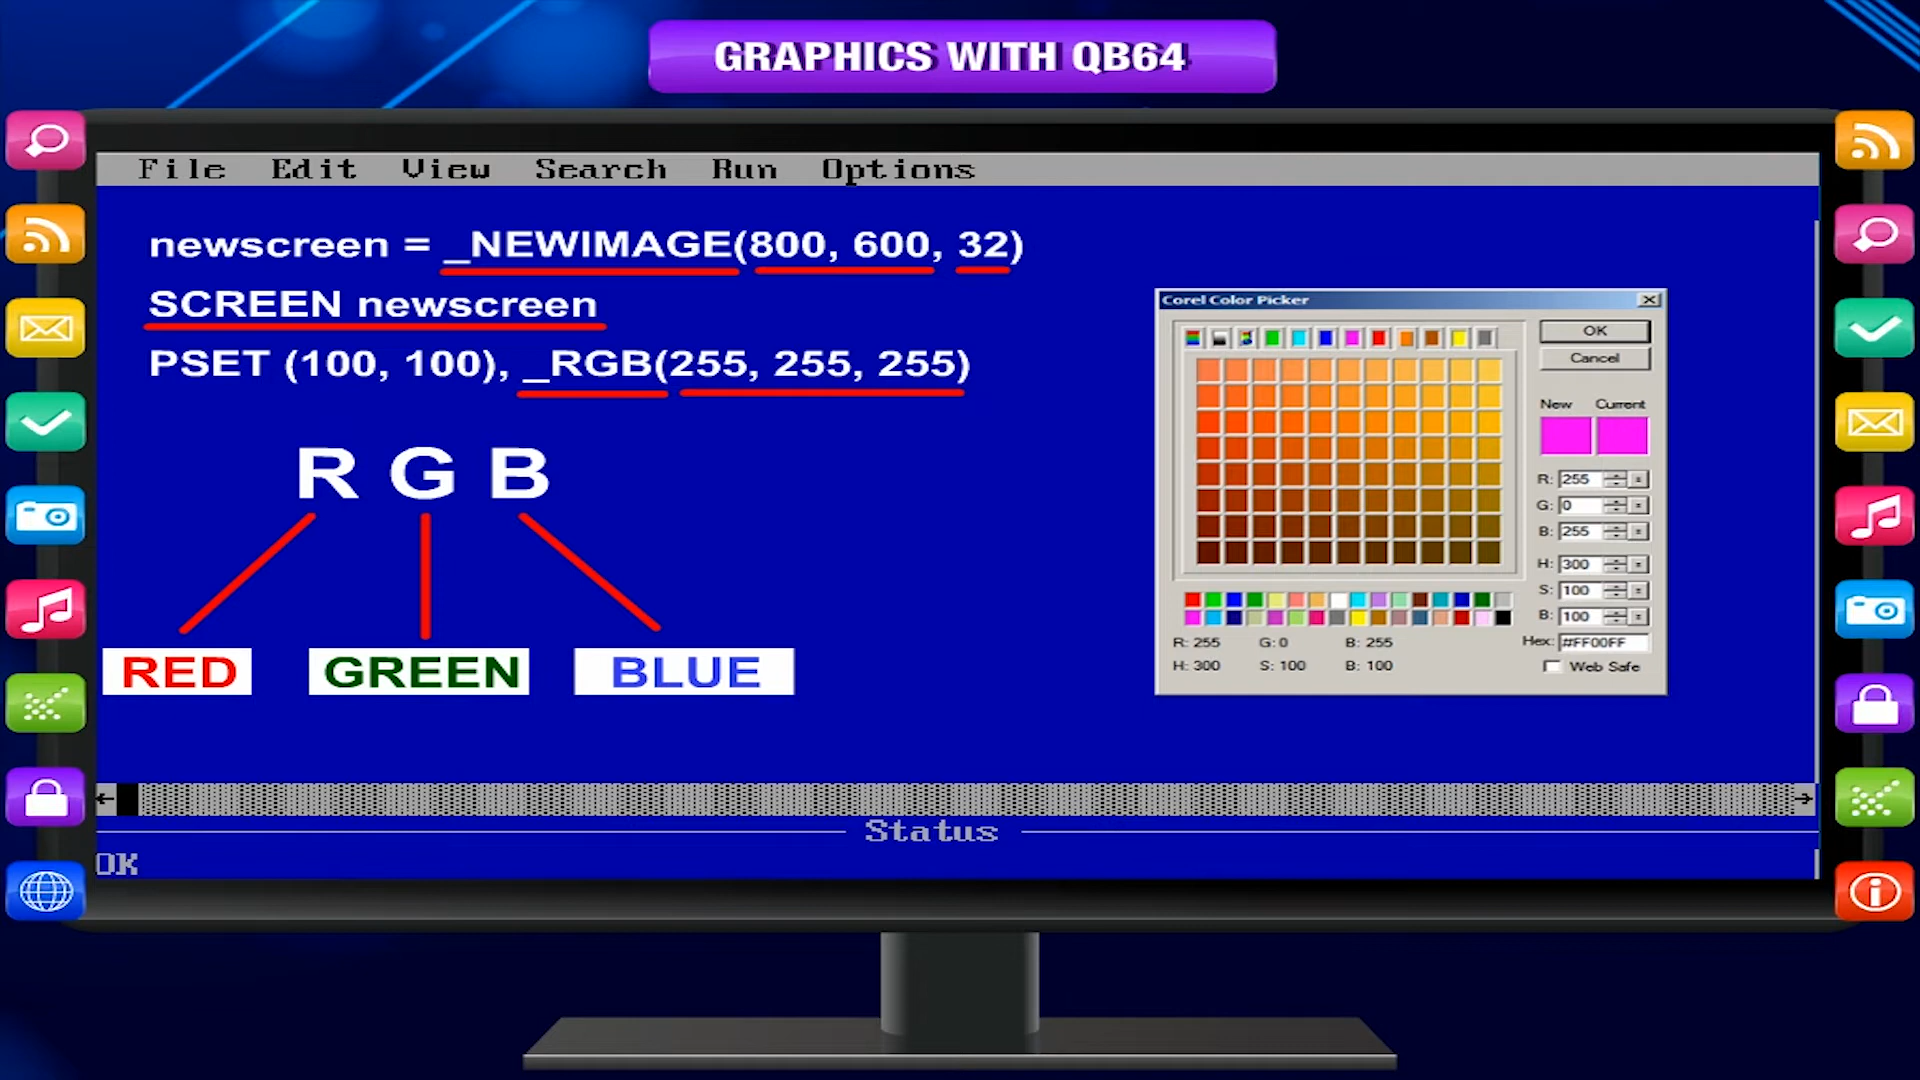 GRAPHICS WITH QB64
File Edit View Search Run Options
newscreen = _NEWIMAGE(800, 600, 32)
SCREEN newscreen
PSET (100, 100), _RGB(255, 255, 255)
R G B
RED GREEN BLUE
Corel Color Picker
OK
Cancel
New Current
R: 255
G: 0
B: 255
H: 300
S: 100
B: 100
Hex: #FF00FF
Web Safe
R: 255 G: 0 B: 255
H: 300 S: 100 B: 100
Status
OK